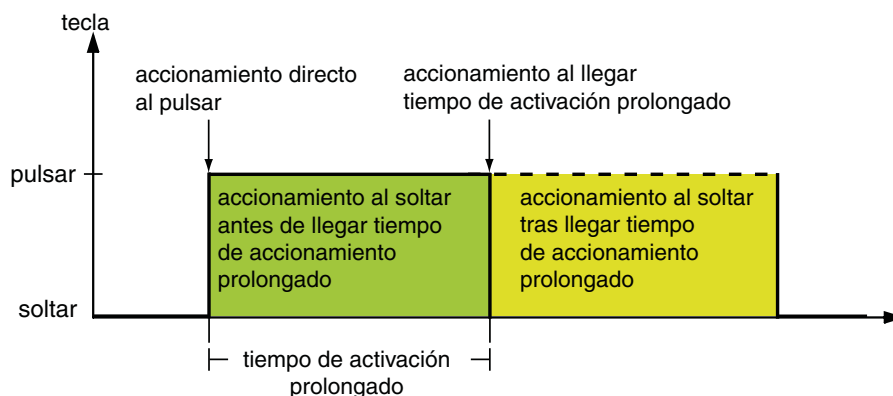 tecla
accionamiento directo
al pulsar
accionamiento al llegar
tiempo de activación prolongado
pulsar
accionamiento al soltar
antes de llegar tiempo
de accionamiento
prolongado
accionamiento al soltar
tras llegar tiempo
de accionamiento
prolongado
soltar
tiempo de activación
prolongado